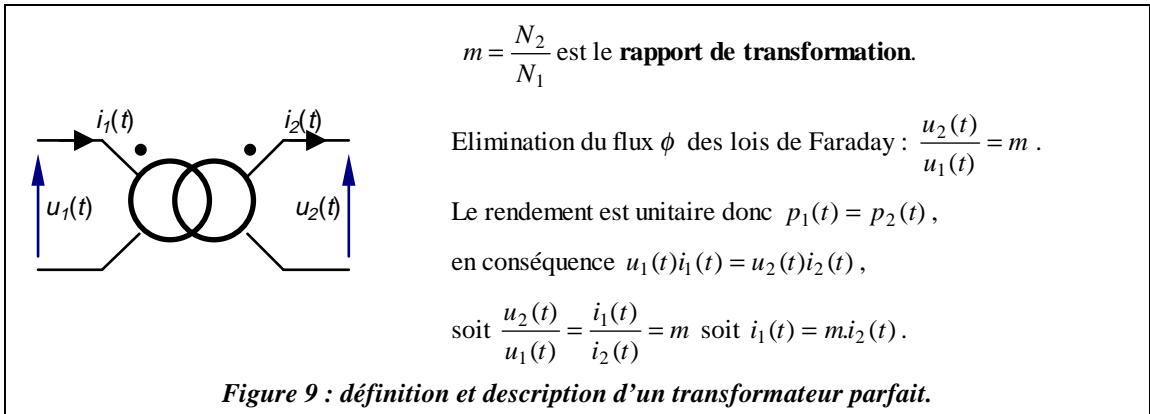 m = N₂/N₁ est le rapport de transformation.
i₁(t) i₂(t)
Elimination du flux ϕ des lois de Faraday : u₂(t)/u₁(t) = m .
u₁(t) u₂(t)
Le rendement est unitaire donc p₁(t) = p₂(t) ,
en conséquence u₁(t)i₁(t) = u₂(t)i₂(t) ,
soit u₂(t)/u₁(t) = i₁(t)/i₂(t) = m soit i₁(t) = m.i₂(t) .
Figure 9 : définition et description d’un transformateur parfait.